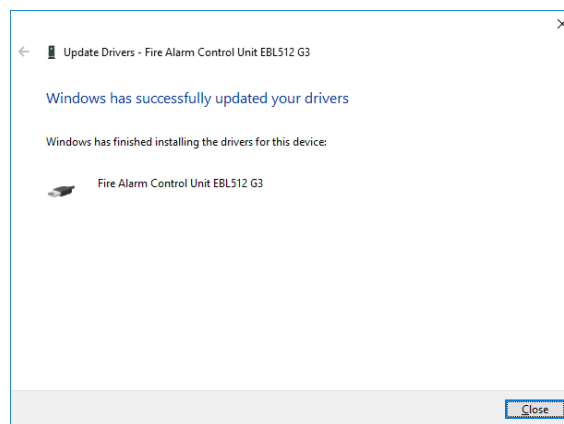 Update Drivers - Fire Alarm Control Unit EBL512 G3
Windows has successfully updated your drivers
Windows has finished installing the drivers for this device:
Fire Alarm Control Unit EBL512 G3
Close